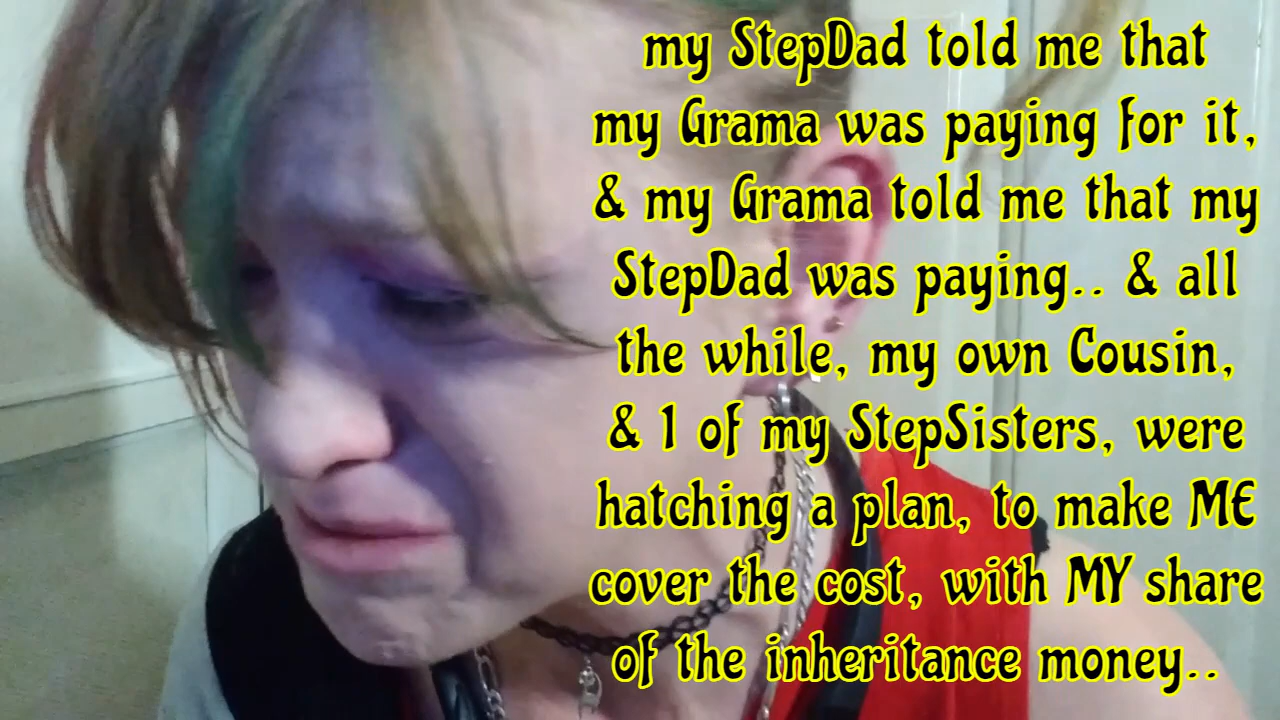 my StepDad told me that
my Grama was paying for it,
& my Grama told me that my
StepDad was paying.. & all
the while, my own Cousin,
& 1 of my StepSisters, were
hatching a plan, to make ME
cover the cost, with MY share
of the inheritance money..